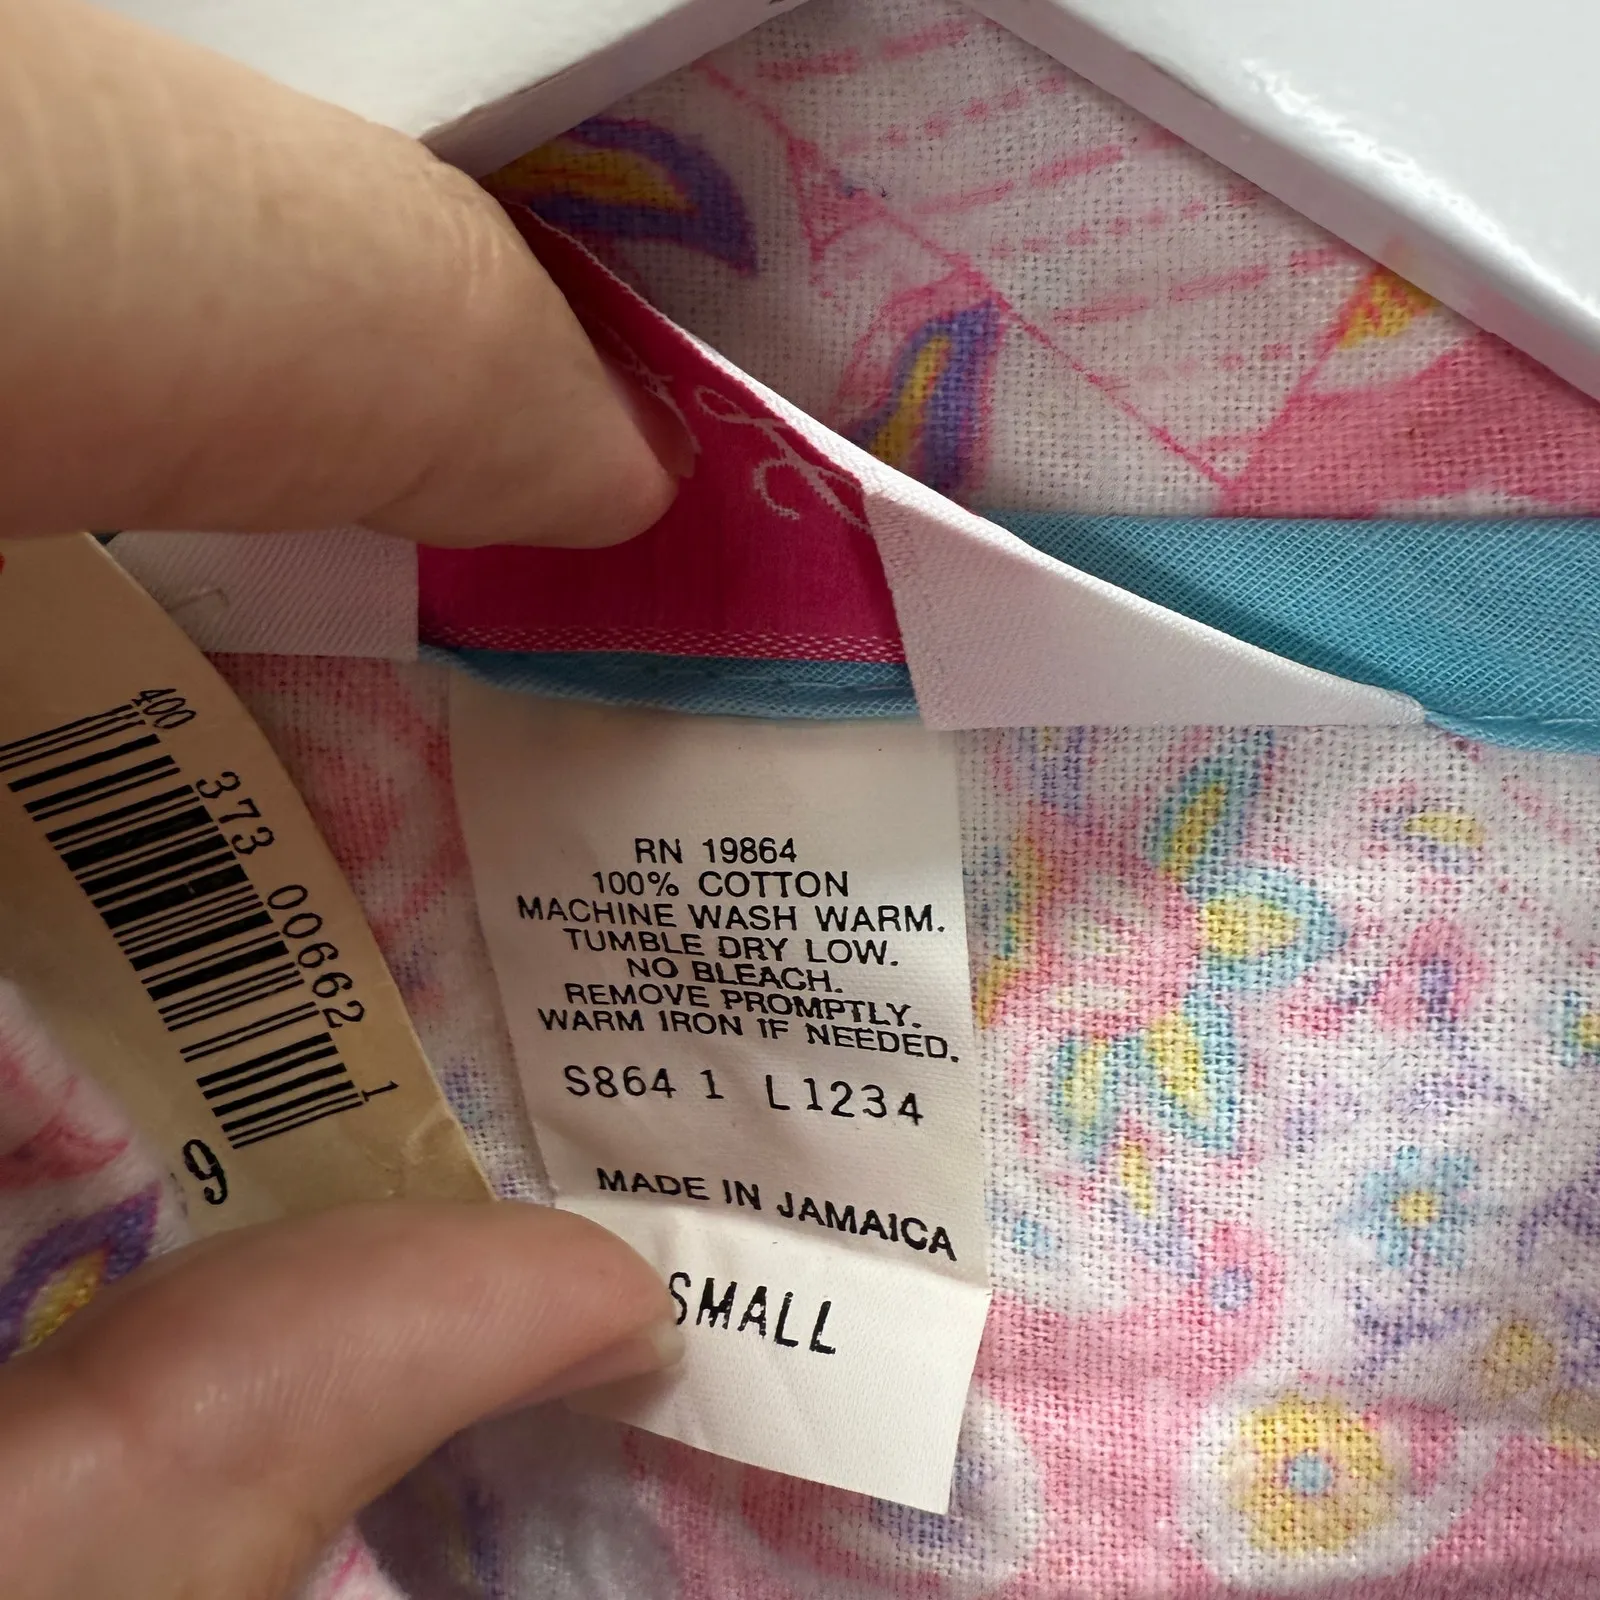 400
373
00662
1
9
RN 19864
100% COTTON
MACHINE WASH WARM.
TUMBLE DRY LOW.
NO BLEACH.
REMOVE PROMPTLY.
WARM IRON IF NEEDED.
S864 1 L1234
MADE IN JAMAICA
SMALL